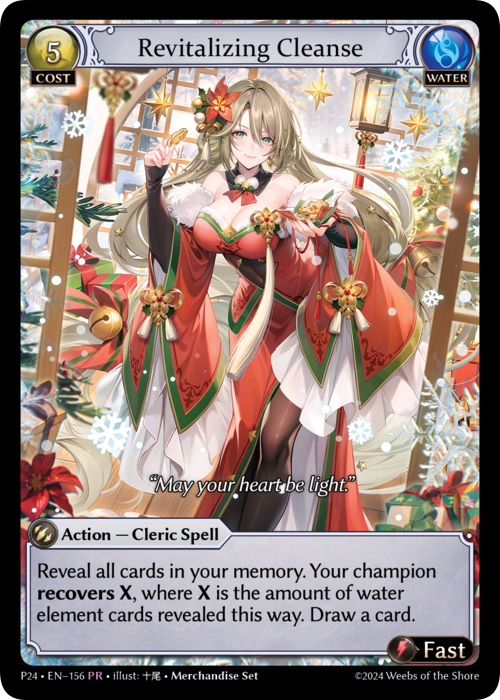 5
COST
Revitalizing Cleanse
WATER
“May your heart be light.”
Action — Cleric Spell
Reveal all cards in your memory. Your champion
recovers X, where X is the amount of water
element cards revealed this way. Draw a card.
Fast
P24 • EN–156 PR • illust: 十尾 • Merchandise Set
©2024 Weebs of the Shore